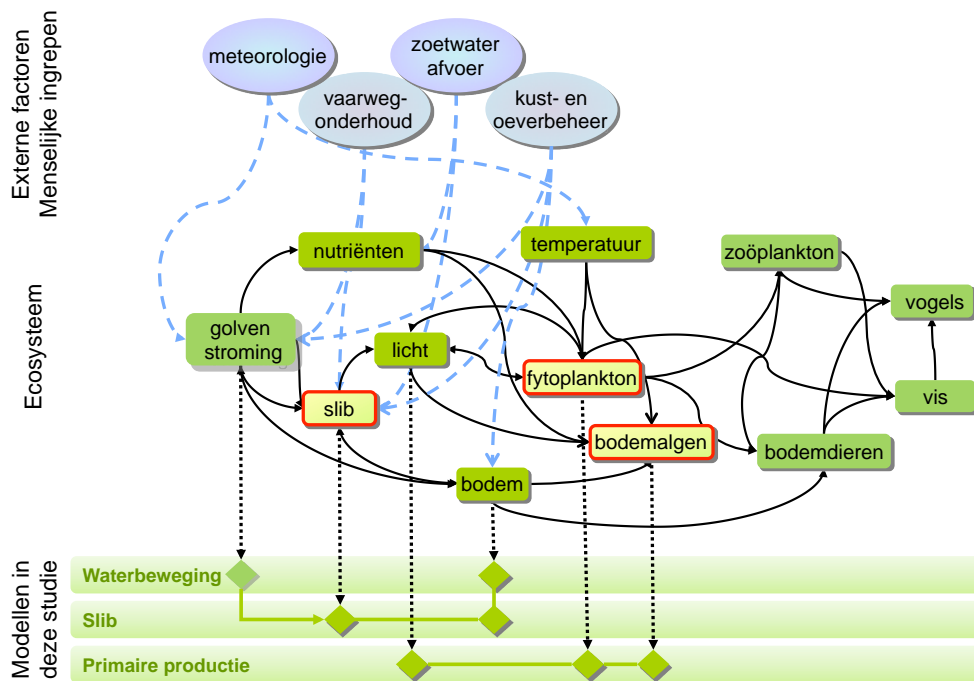 Externe factoren
Menselijke ingrepen
meteorologie
zoetwater
afvoer
vaarweg-
onderhoud
kust- en
oeverbeheer
Ecosysteem
nutriënten
temperatuur
zoöplankton
vogels
golven
stroming
licht
fytoplankton
vis
slib
bodemalgen
bodemdieren
bodem
Modellen in
deze studie
Waterbeweging
Slib
Primaire productie